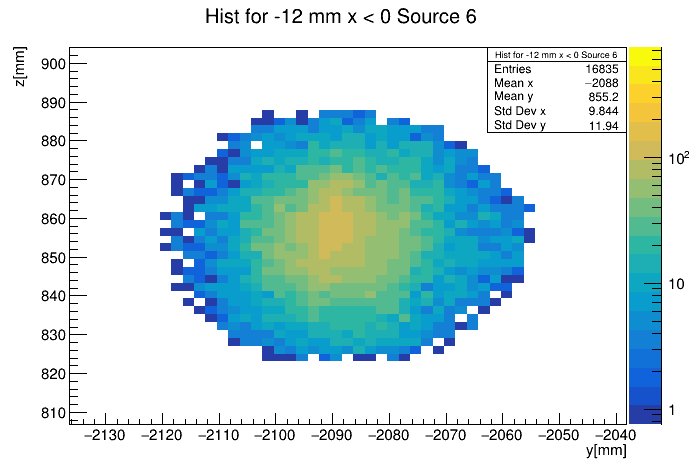 Hist for -12 mm x < 0 Source 6
z[mm]
900
890
880
870
860
850
840
830
820
810
Hist for -12 mm x < 0 Source 6
Entries 16835
Mean x −2088
Mean y 855.2
Std Dev x 9.844
Std Dev y 11.94
10²
10
1
−2130 −2120 −2110 −2100 −2090 −2080 −2070 −2060 −2050 −2040
y[mm]